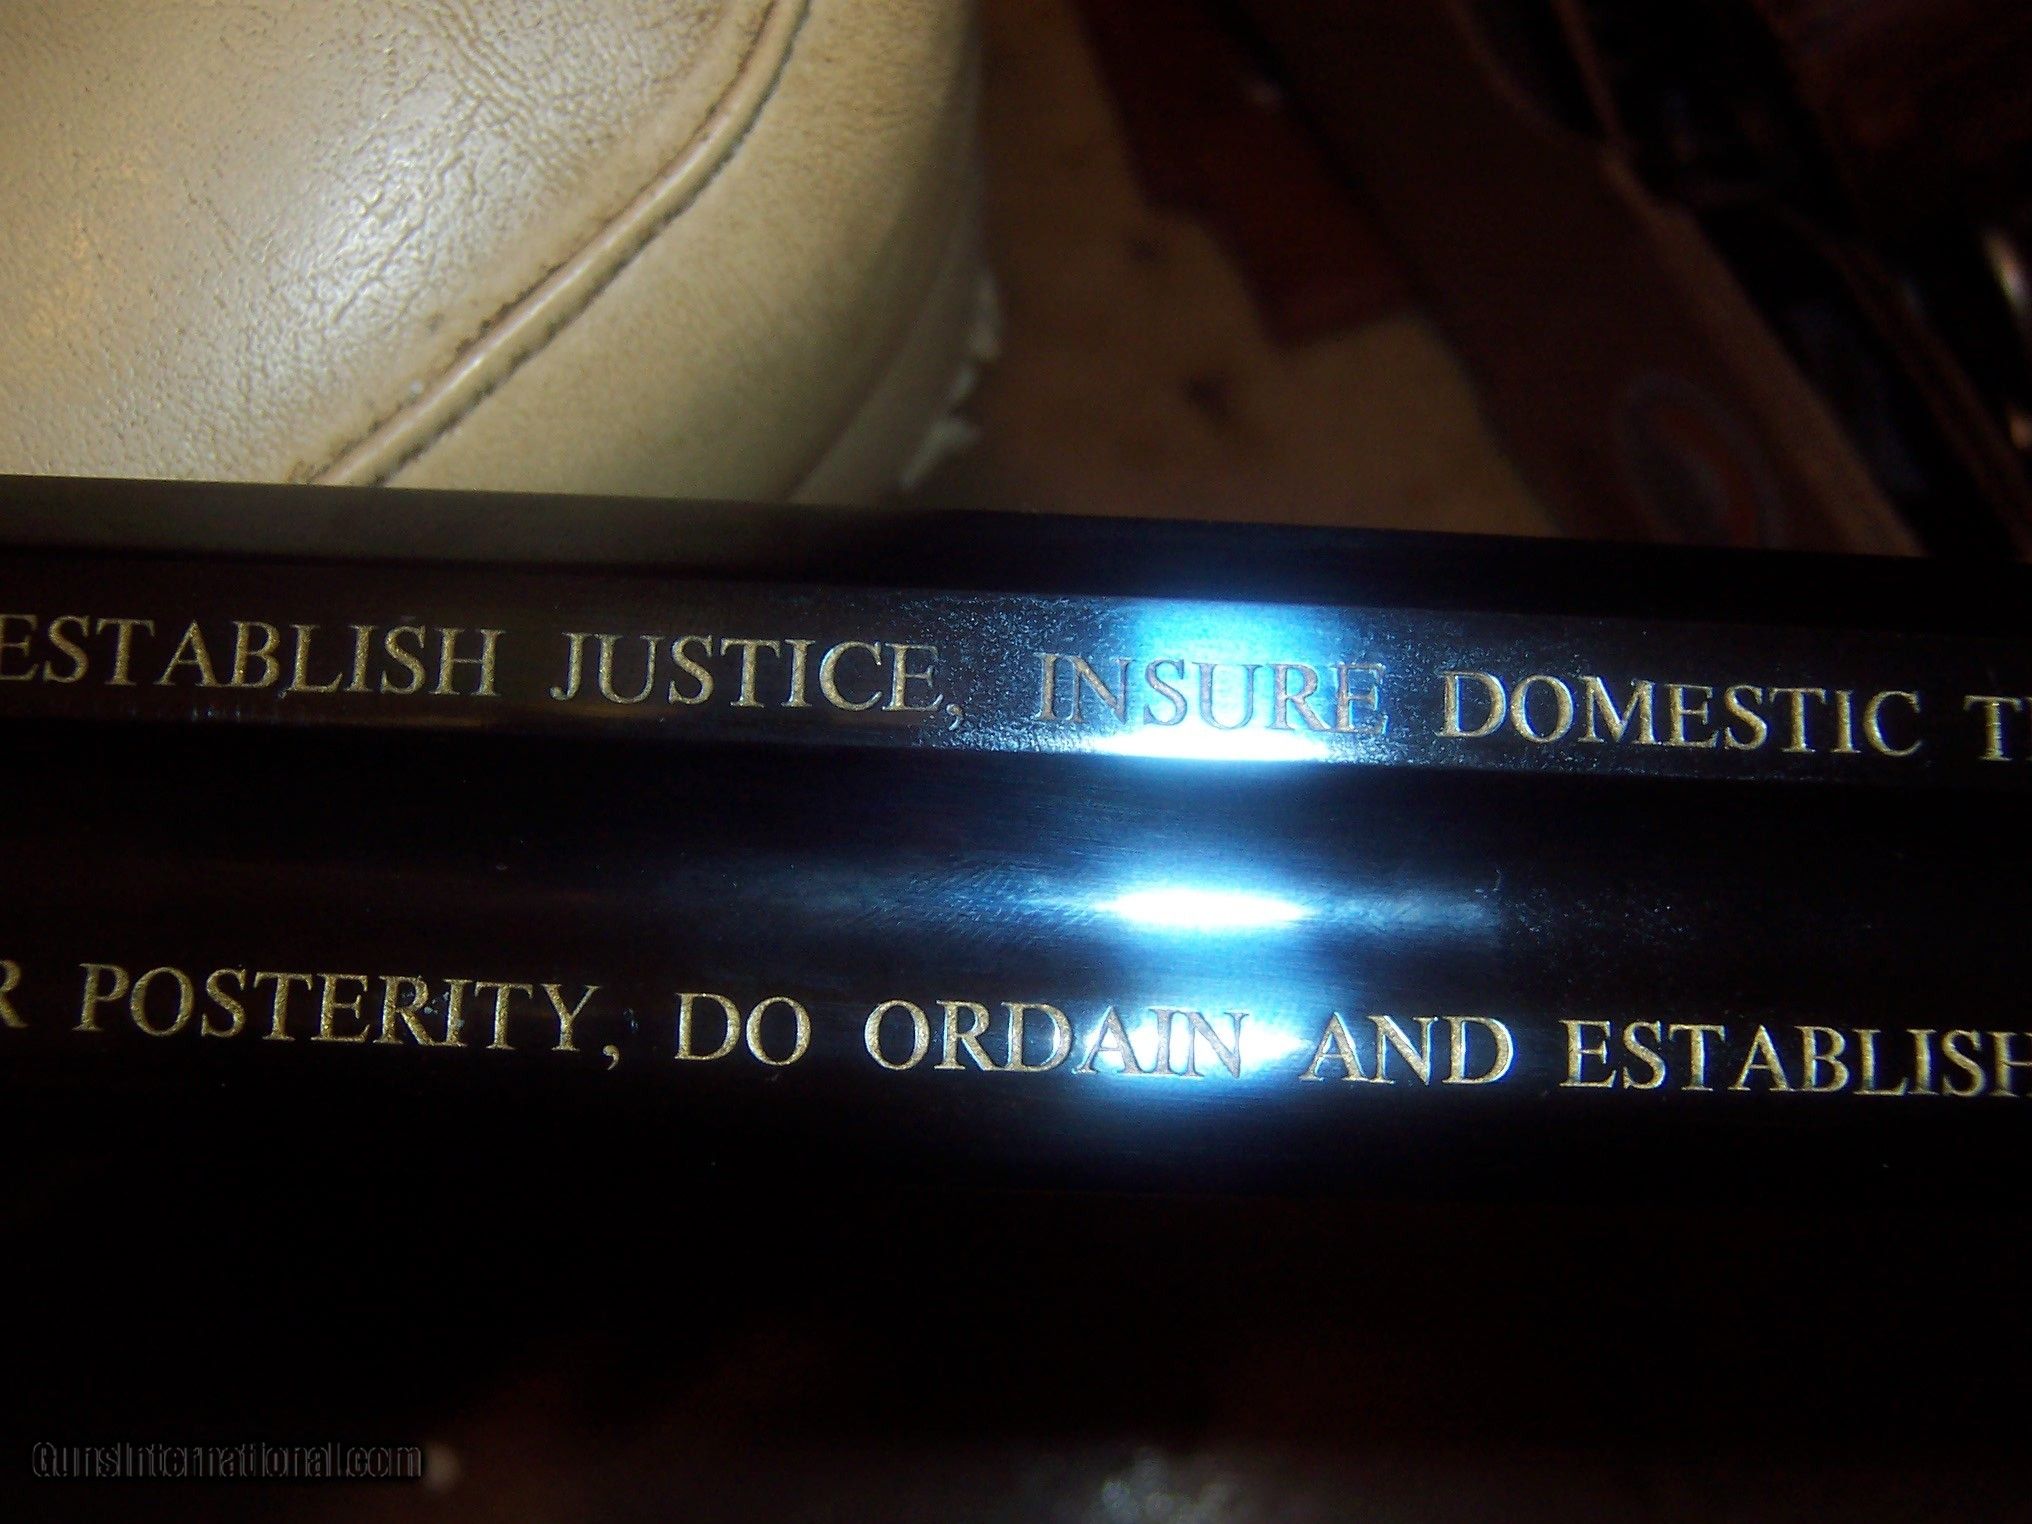 ESTABLISH JUSTICE, INSURE DOMESTIC T
R POSTERITY, DO ORDAIN AND ESTABLISH
GunsInternational.com